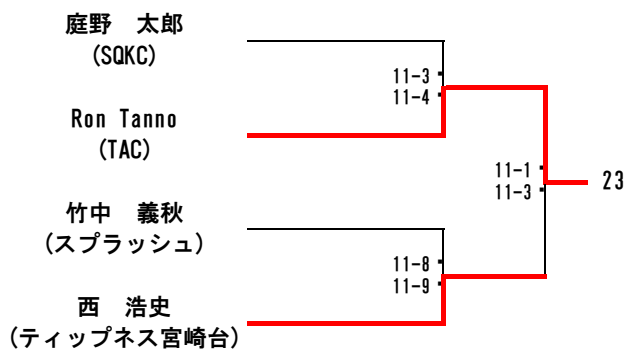 庭野　太郎
(SQKC)
11-3
11-4
Ron Tanno
(TAC)
11-1
11-3
23
竹中　義秋
(スプラッシュ)
11-8
11-9
西　浩史
(ティップネス宮崎台)